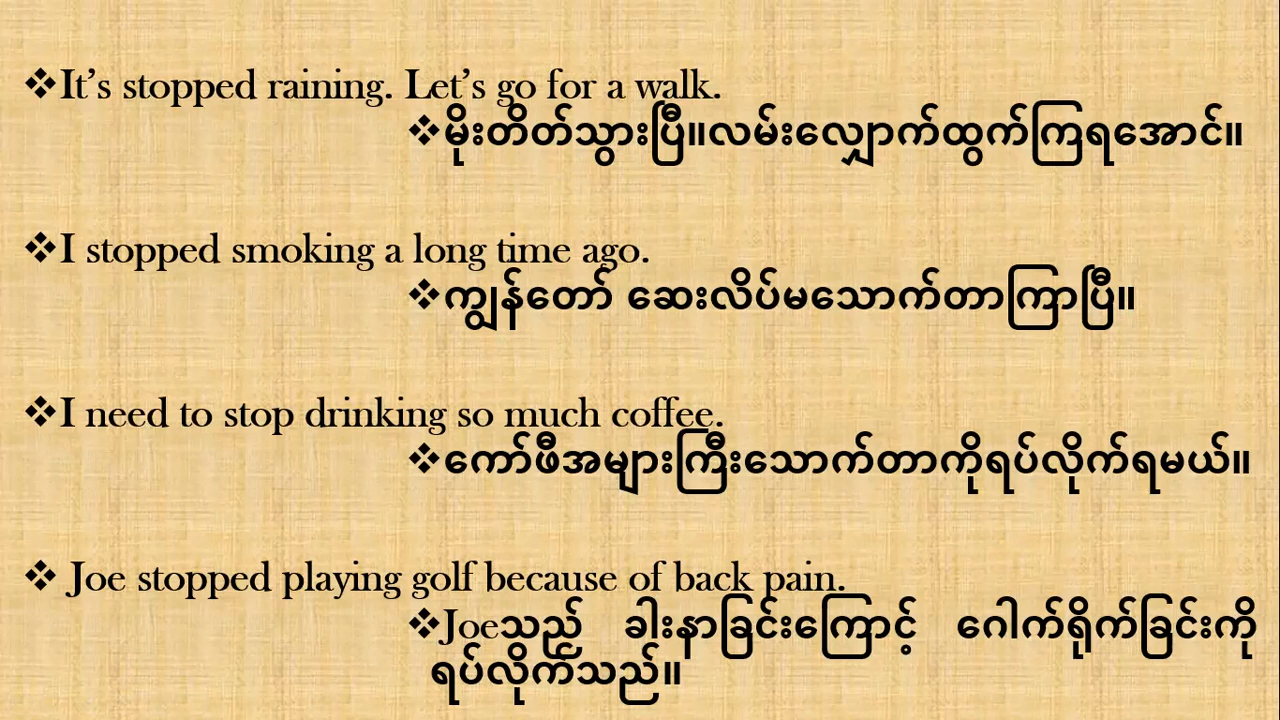 ❖It’s stopped raining. Let’s go for a walk.
❖မိုးတိတ်သွားပြီ။လမ်းလျှောက်ထွက်ကြရအောင်။
❖I stopped smoking a long time ago.
❖ကျွန်တော် ဆေးလိပ်မသောက်တာကြာပြီ။
❖I need to stop drinking so much coffee.
❖ကော်ဖီအများကြီးသောက်တာကိုရပ်လိုက်ရမယ်။
❖ Joe stopped playing golf because of back pain.
❖Joeသည် ခါးနာခြင်းကြောင့် ဂေါက်ရိုက်ခြင်းကို
ရပ်လိုက်သည်။